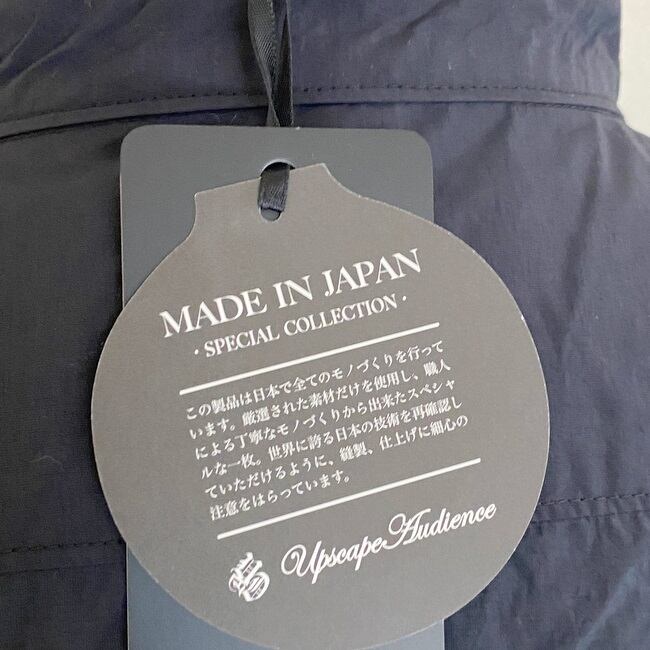 MADE IN JAPAN
・SPECIAL COLLECTION・
この製品は日本で全てのモノづくりを行って
います。厳選された素材だけを使用し、職人
による丁寧なモノづくりから出来たスペシャ
ルな一枚。世界に誇る日本の技術を再確認し
ていただけるように、縫製、仕上げに細心の
注意をはらっています。
Upscape Audience